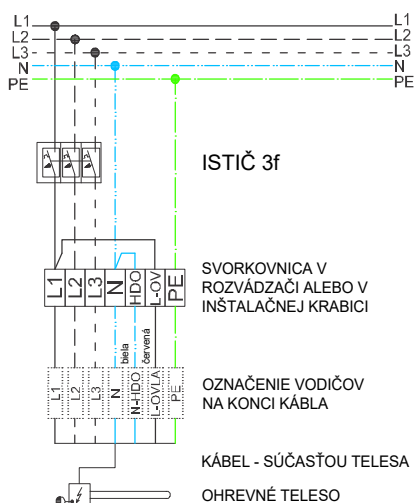 L1 L1
L2 L2
L3 L3
N N
PE PE
ISTIČ 3f
L1 L2 L3 N HDO L-OV PE
SVORKOVNICA V
ROZVÁDZAČI ALEBO V
INŠTALAČNEJ KRABICI
biela
červená
L1 L2 L3 N N-HDO L-OVLA PE
OZNAČENIE VODIČOV
NA KONCI KÁBLA
KÁBEL - SÚČASŤOU TELESA
OHREVNÉ TELESO